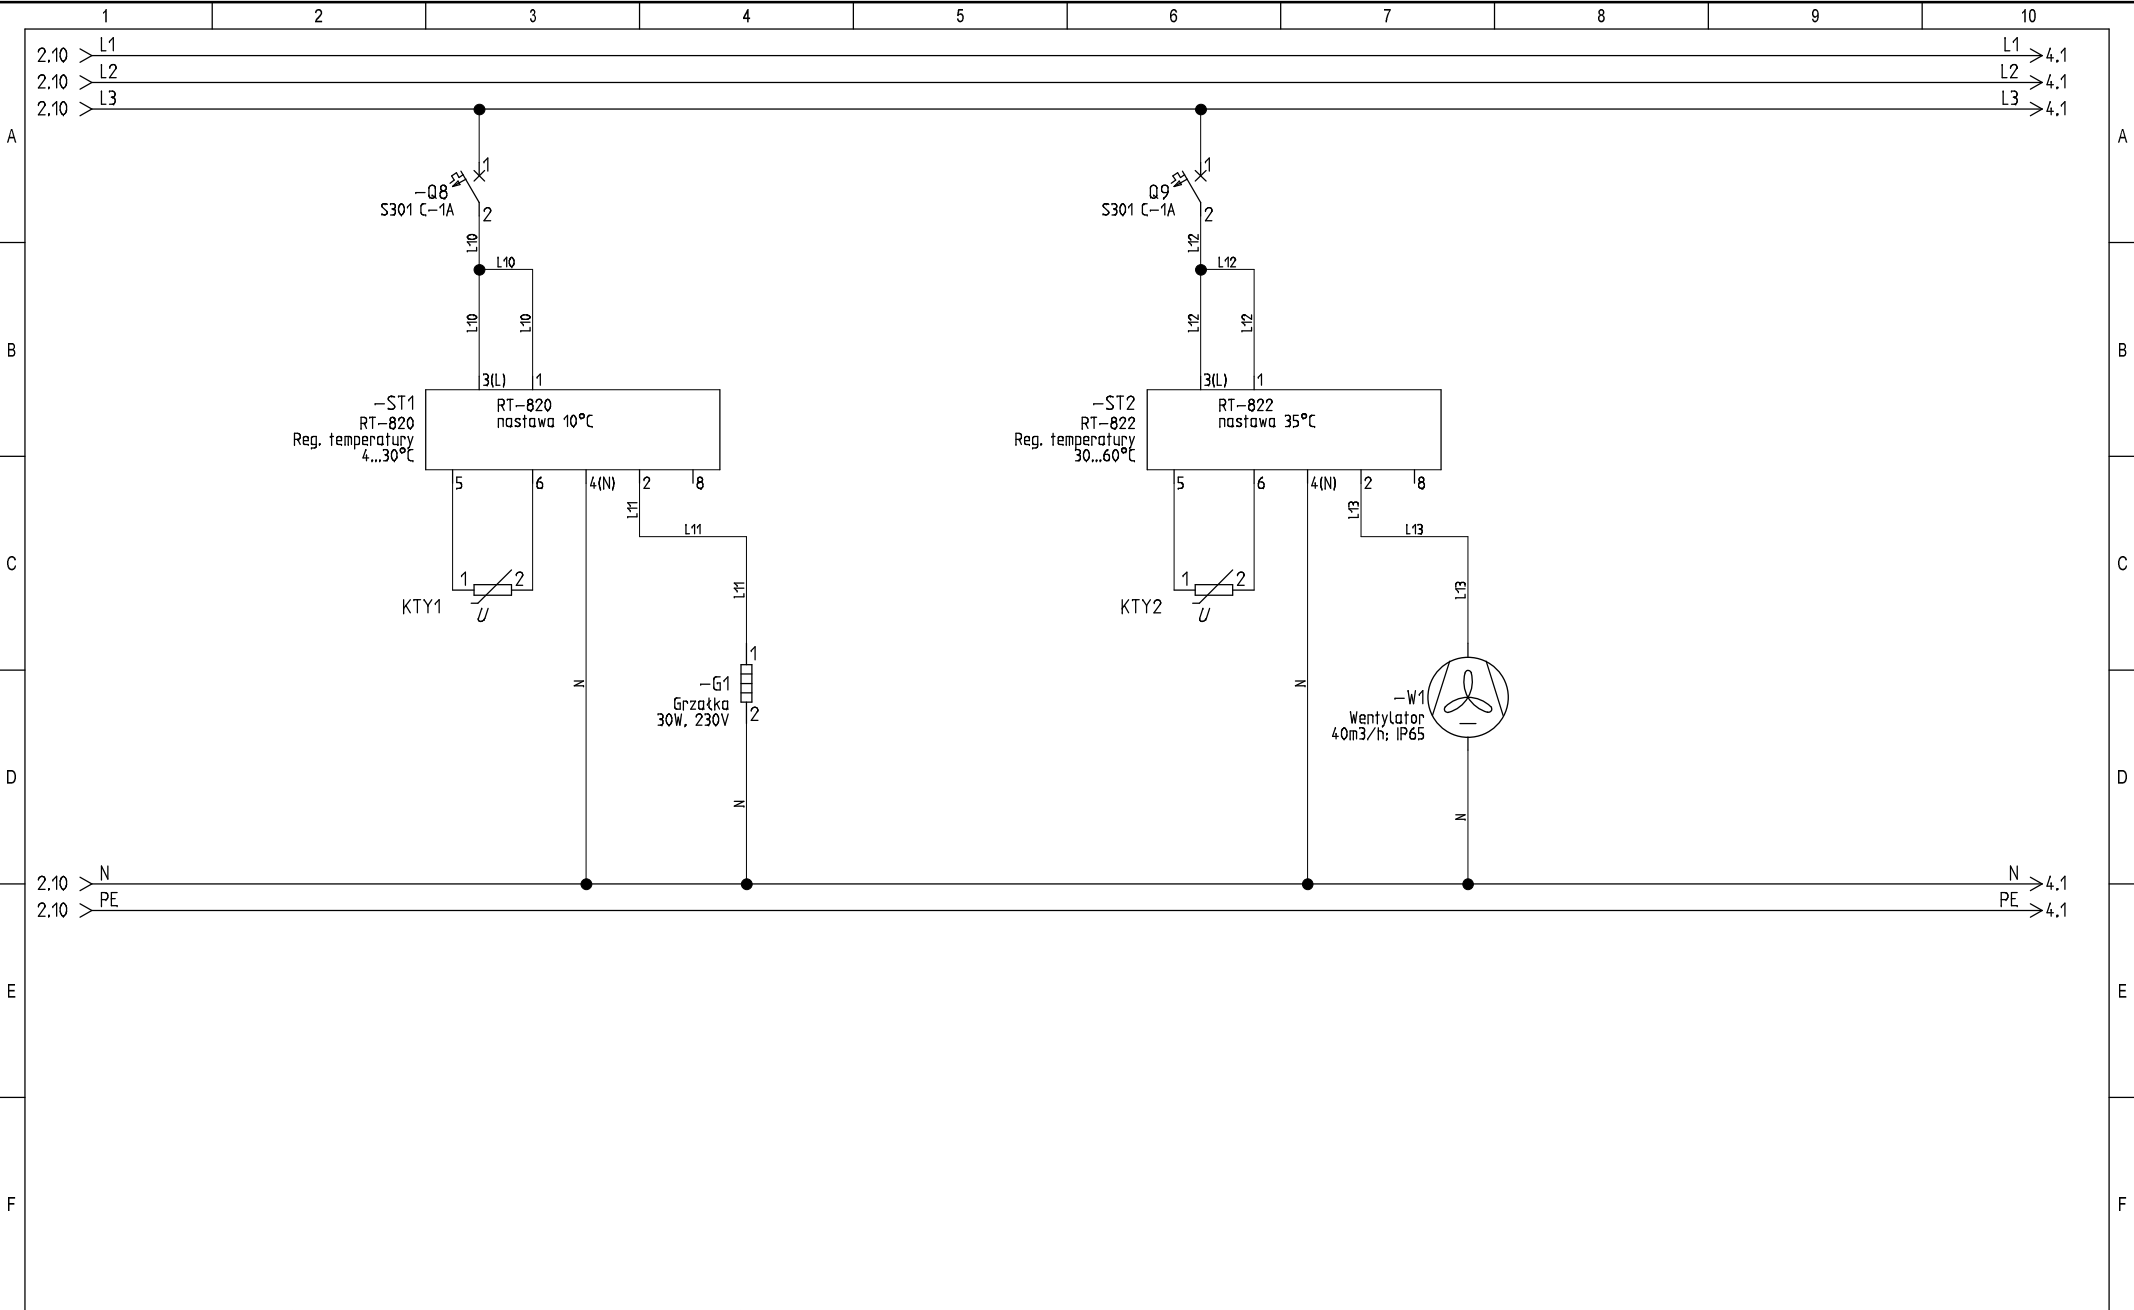 1 2 3 4 5 6 7 8 9 10
2.10 L1 L1 4.1
2.10 L2 L2 4.1
2.10 L3 L3 4.1
A A
1 1
-Q8 Q9
S301 C-1A S301 C-1A
2 2
L10 L12
L10 L12
L10 L10 L12 L12
B B
3(L) 1 3(L) 1
-ST1 RT-820 -ST2 RT-822
RT-820 nastawa 10°C RT-822 nastawa 35°C
Reg. temperatury Reg. temperatury
4...30°C 30...60°C
5 6 4(N) 2 8 5 6 4(N) 2 8
L11 L13
L11 L13
C C
1 2 L11 1 2 L13
KTY1 U KTY2 U
1
N -G1 N -W1
Grzałka Wentylator
30W, 230V 2 40m3/h; IP65
D D
N N
2.10 N N 4.1
2.10 PE PE 4.1
E E
F F